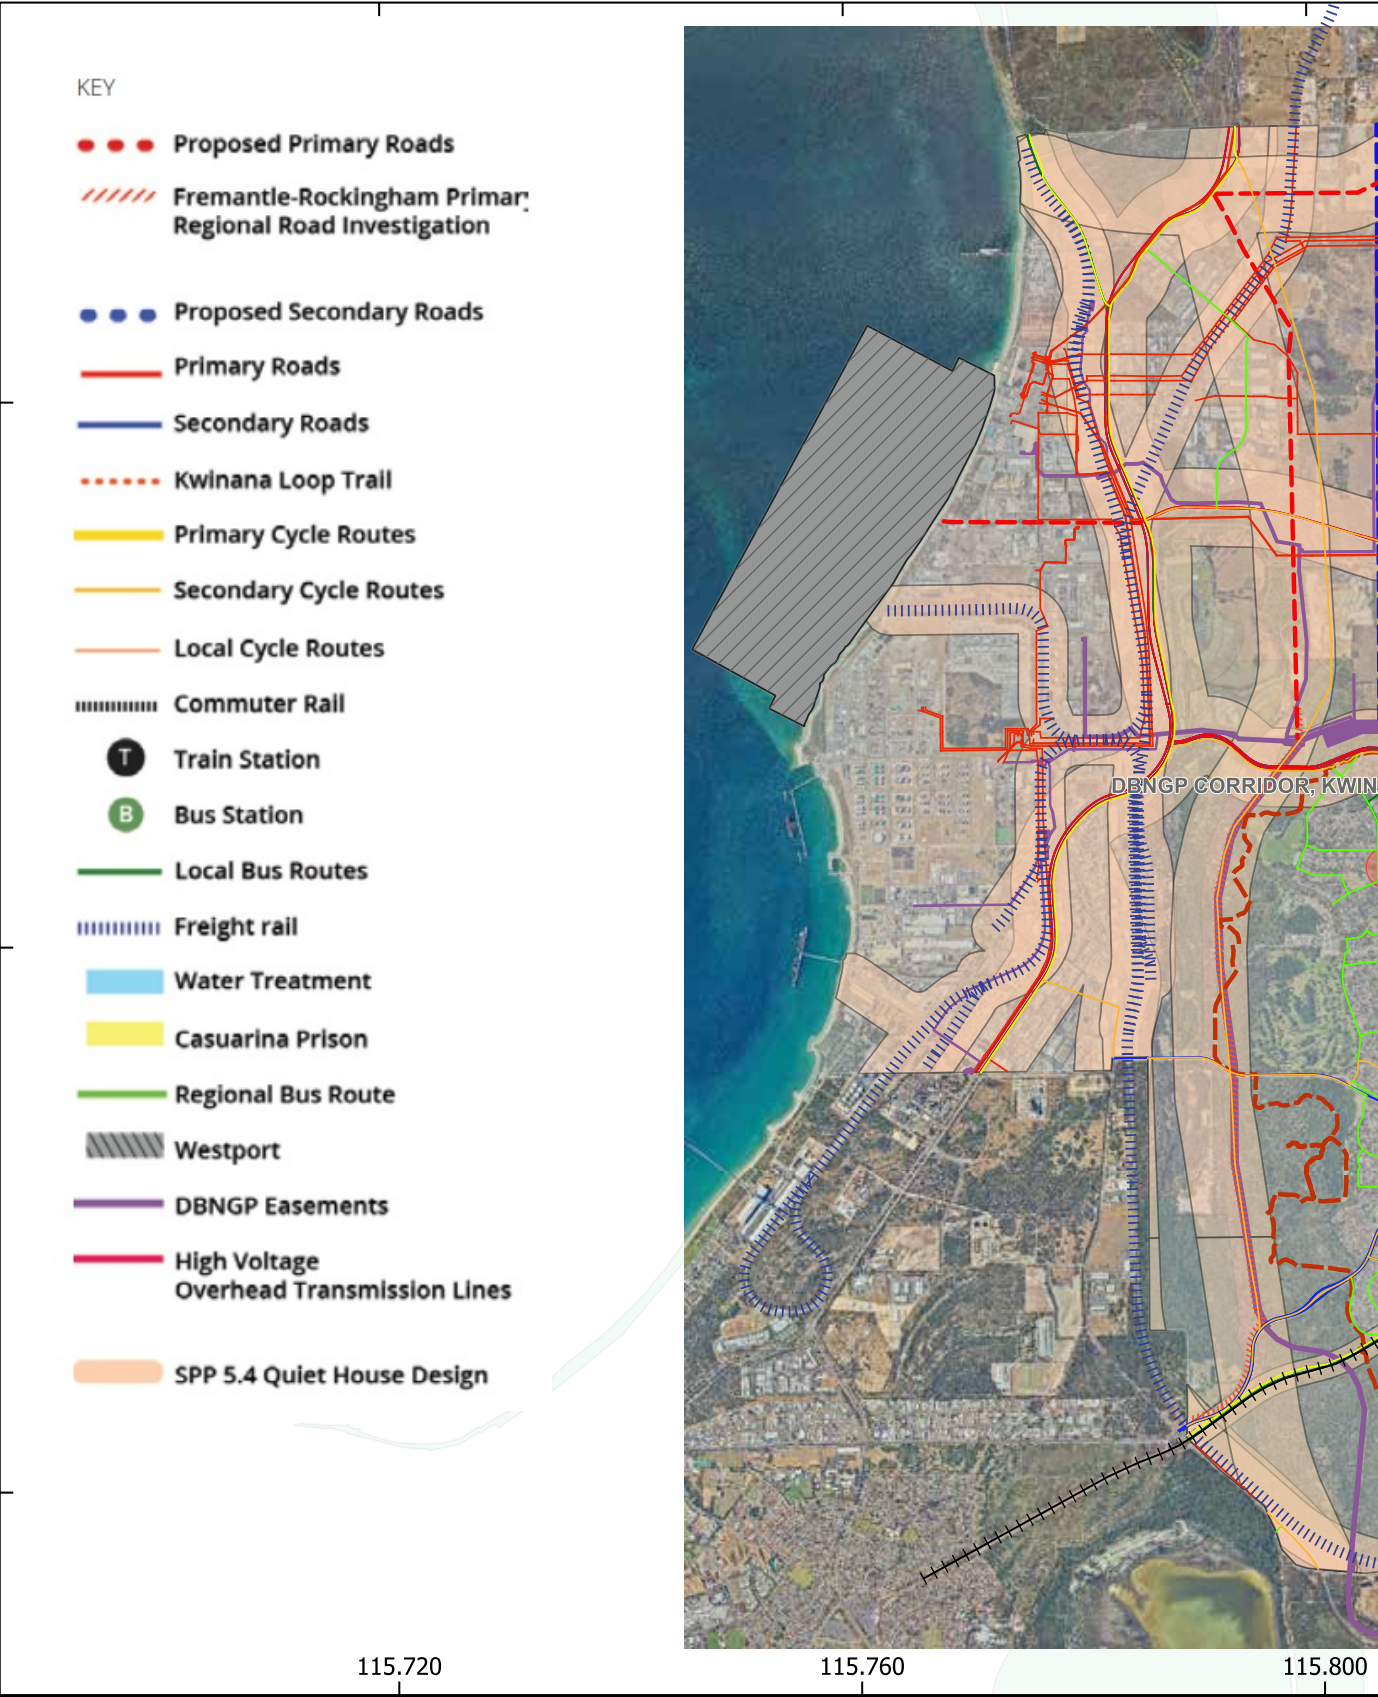 KEY
Proposed Primary Roads
Fremantle-Rockingham Primary
Regional Road Investigation
Proposed Secondary Roads
Primary Roads
Secondary Roads
Kwinana Loop Trail
Primary Cycle Routes
Secondary Cycle Routes
Local Cycle Routes
Commuter Rail
T Train Station
B Bus Station
Local Bus Routes
Freight rail
Water Treatment
Casuarina Prison
Regional Bus Route
Westport
DBNGP Easements
High Voltage
Overhead Transmission Lines
SPP 5.4 Quiet House Design
DBNGP CORRIDOR, KWIN
115.720
115.760
115.800